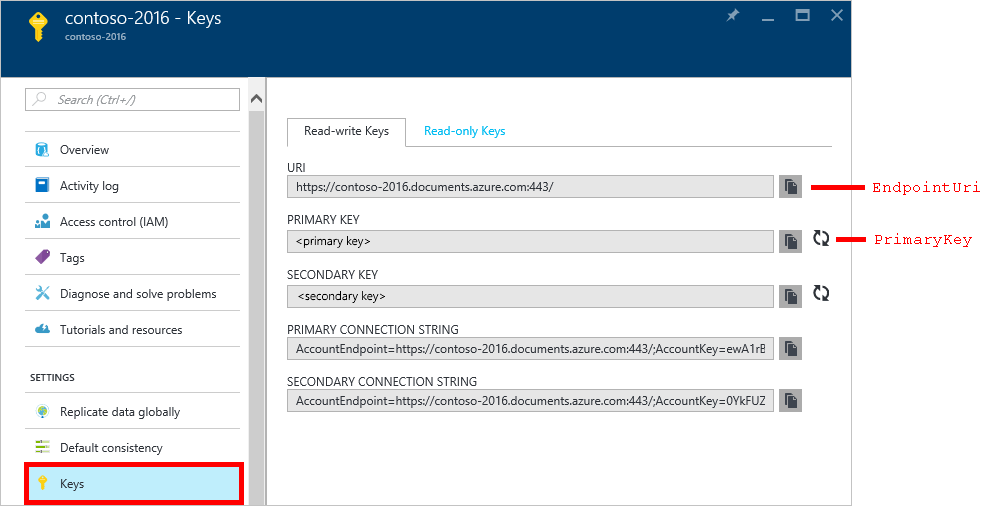 contoso-2016 - Keys
contoso-2016
Search (Ctrl+/)
Overview
Activity log
Access control (IAM)
Tags
Diagnose and solve problems
Tutorials and resources
SETTINGS
Replicate data globally
Default consistency
Keys
Read-write Keys
Read-only Keys
URI
https://contoso-2016.documents.azure.com:443/
EndpointUri
PRIMARY KEY
<primary key>
PrimaryKey
SECONDARY KEY
<secondary key>
PRIMARY CONNECTION STRING
AccountEndpoint=https://contoso-2016.documents.azure.com:443/;AccountKey=ewA1rB
SECONDARY CONNECTION STRING
AccountEndpoint=https://contoso-2016.documents.azure.com:443/;AccountKey=0YkFUZ